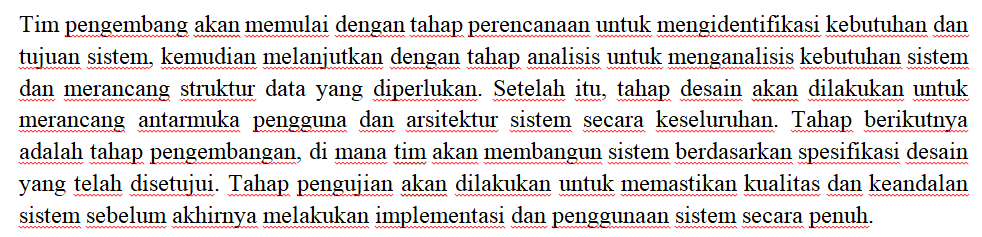 Tim pengembang akan memulai dengan tahap perencanaan untuk mengidentifikasi kebutuhan dan
tujuan sistem, kemudian melanjutkan dengan tahap analisis untuk menganalisis kebutuhan sistem
dan merancang struktur data yang diperlukan. Setelah itu, tahap desain akan dilakukan untuk
merancang antarmuka pengguna dan arsitektur sistem secara keseluruhan. Tahap berikutnya
adalah tahap pengembangan, di mana tim akan membangun sistem berdasarkan spesifikasi desain
yang telah disetujui. Tahap pengujian akan dilakukan untuk memastikan kualitas dan keandalan
sistem sebelum akhirnya melakukan implementasi dan penggunaan sistem secara penuh.